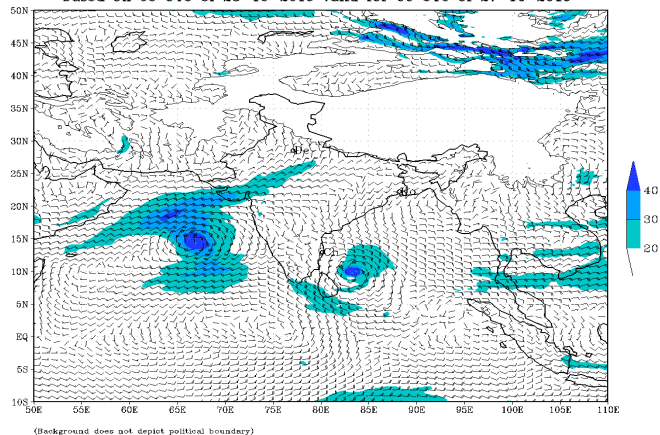 50N
45N
40N
35N
30N
25N
20N
15N
10N
5N
EQ
5S
10S
50E 55E 60E 65E 70E 75E 80E 85E 90E 95E 100E 105E 110E
40
30
20
(Background does not depict political boundary)